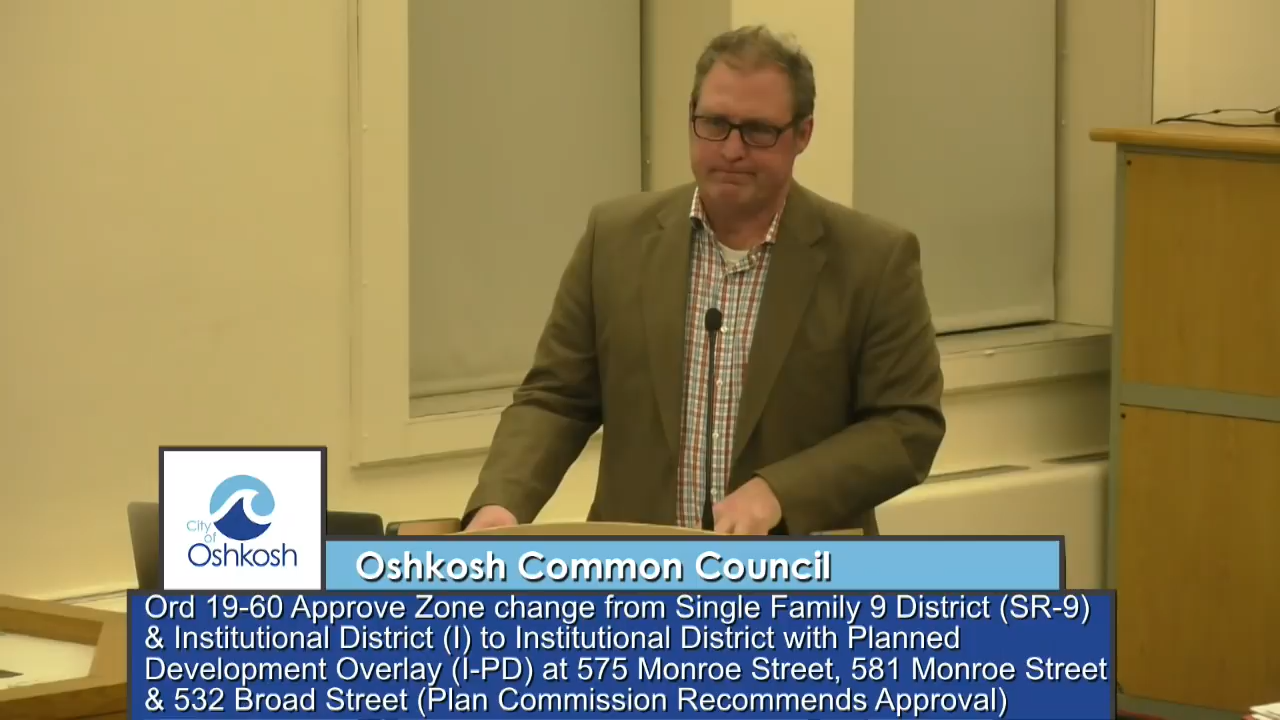 City
of
Oshkosh
Oshkosh Common Council
Ord 19-60 Approve Zone change from Single Family 9 District (SR-9)
& Institutional District (I) to Institutional District with Planned
Development Overlay (I-PD) at 575 Monroe Street, 581 Monroe Street
& 532 Broad Street (Plan Commission Recommends Approval)